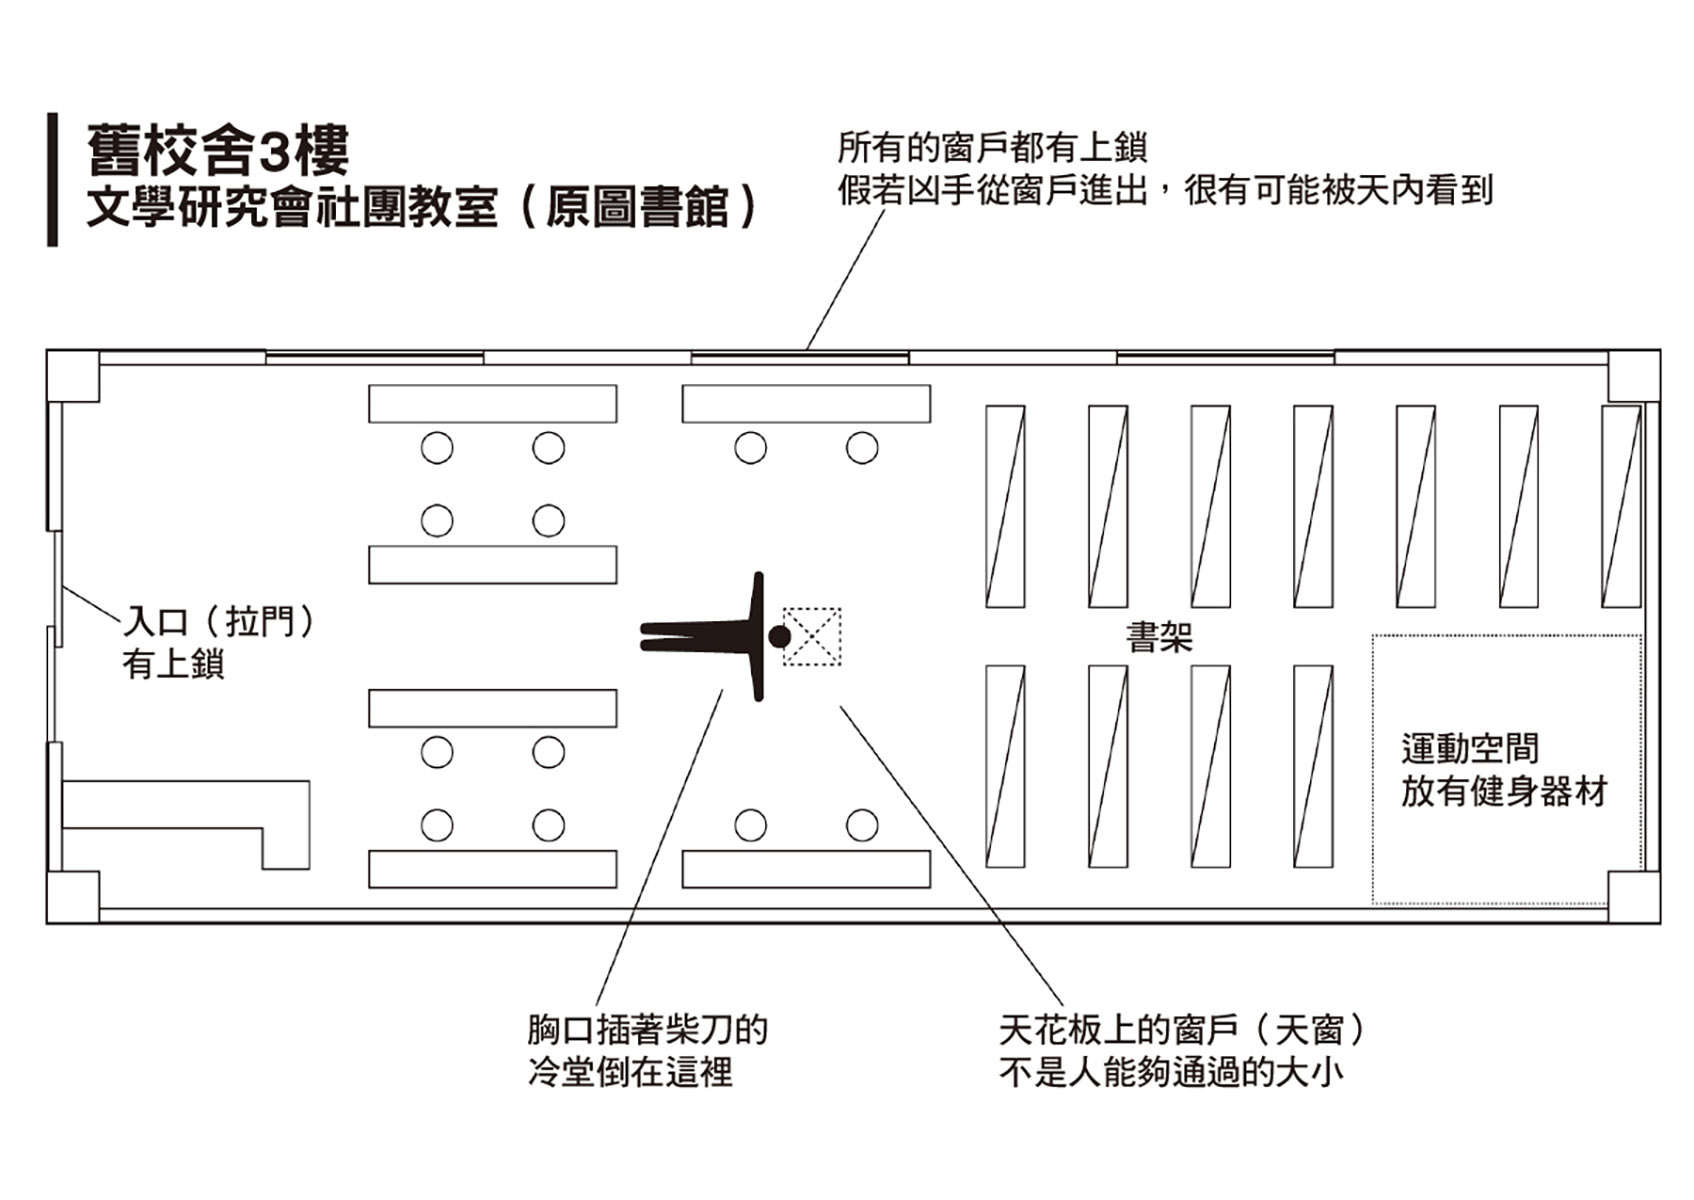 舊校舍3樓
文學研究會社團教室（原圖書館）
所有的窗戶都有上鎖
假若凶手從窗戶進出，很有可能被天內看到
入口（拉門）
有上鎖
書架
運動空間
放有健身器材
胸口插著柴刀的
冷堂倒在這裡
天花板上的窗戶（天窗）
不是人能夠通過的大小